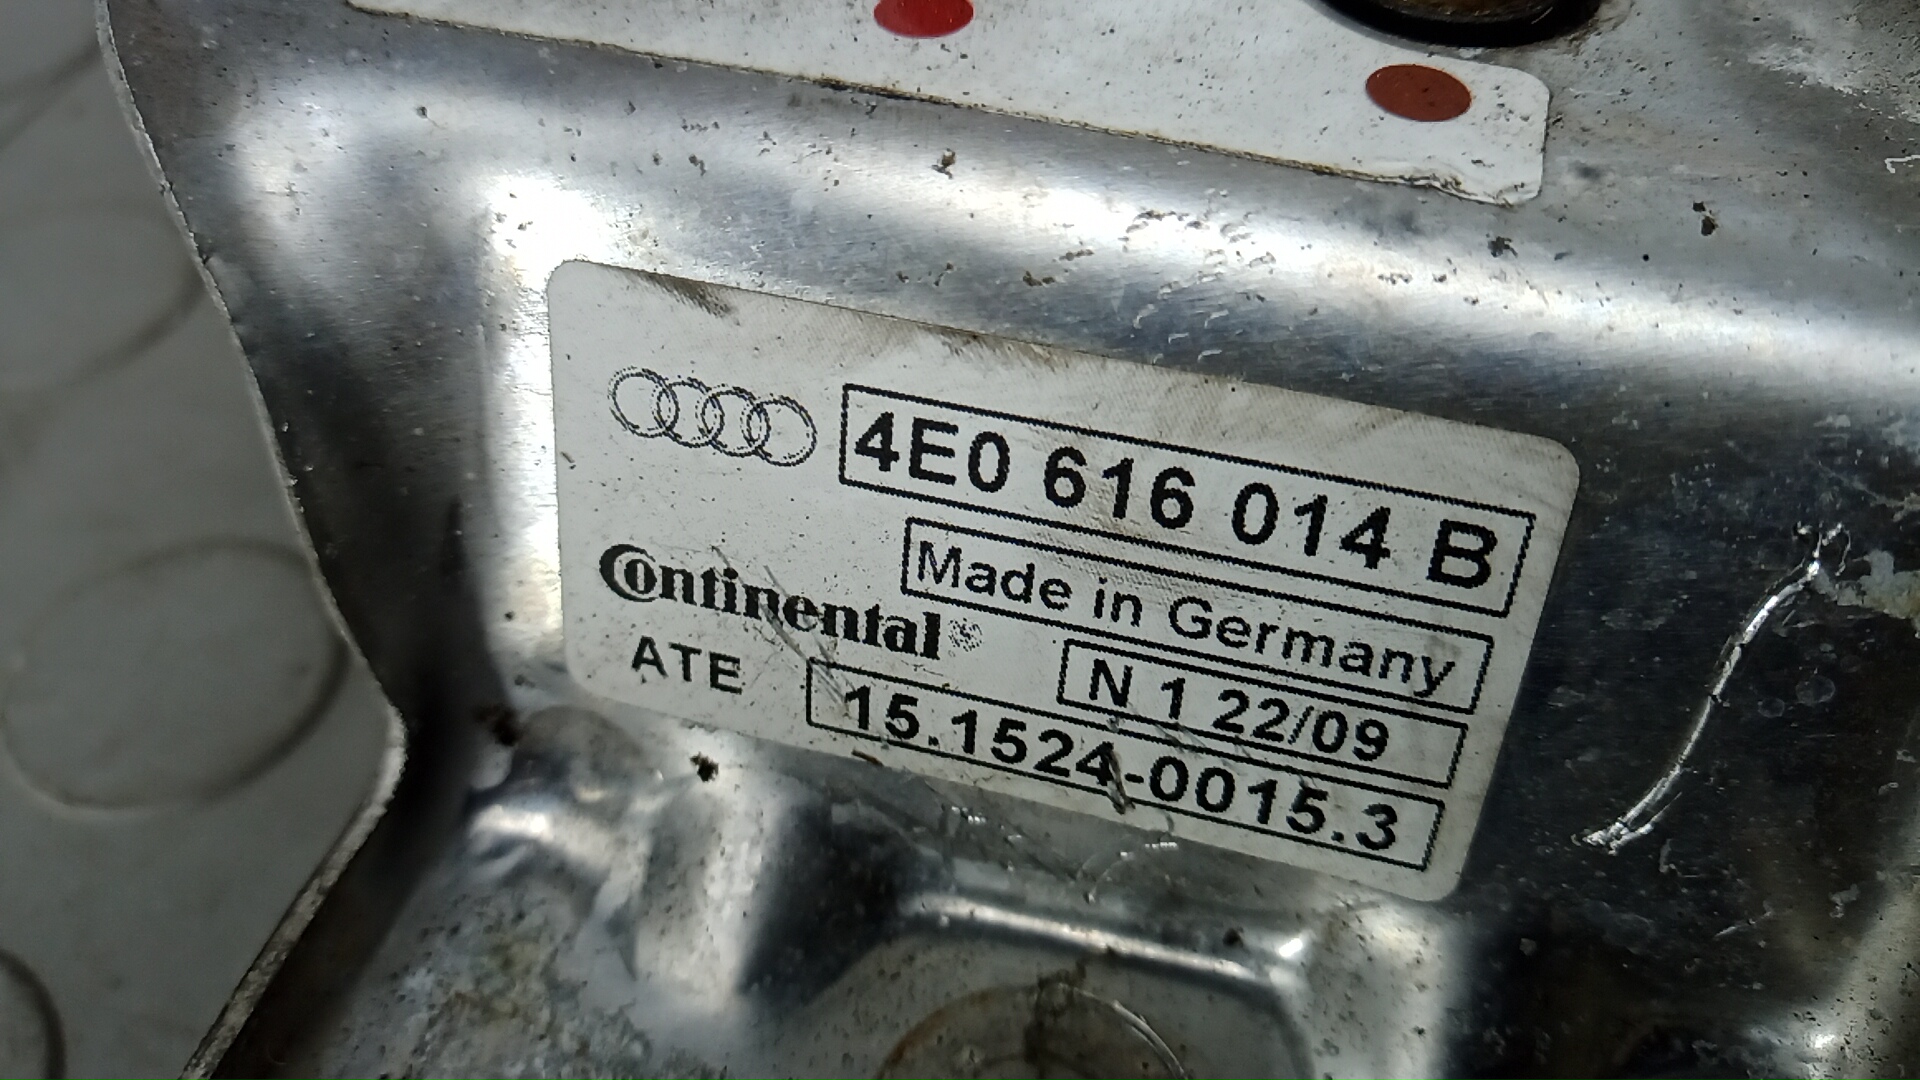 4E0 616 014 B
Made in Germany
Continental®
N 1 22/09
ATE
15.1524-0015.3